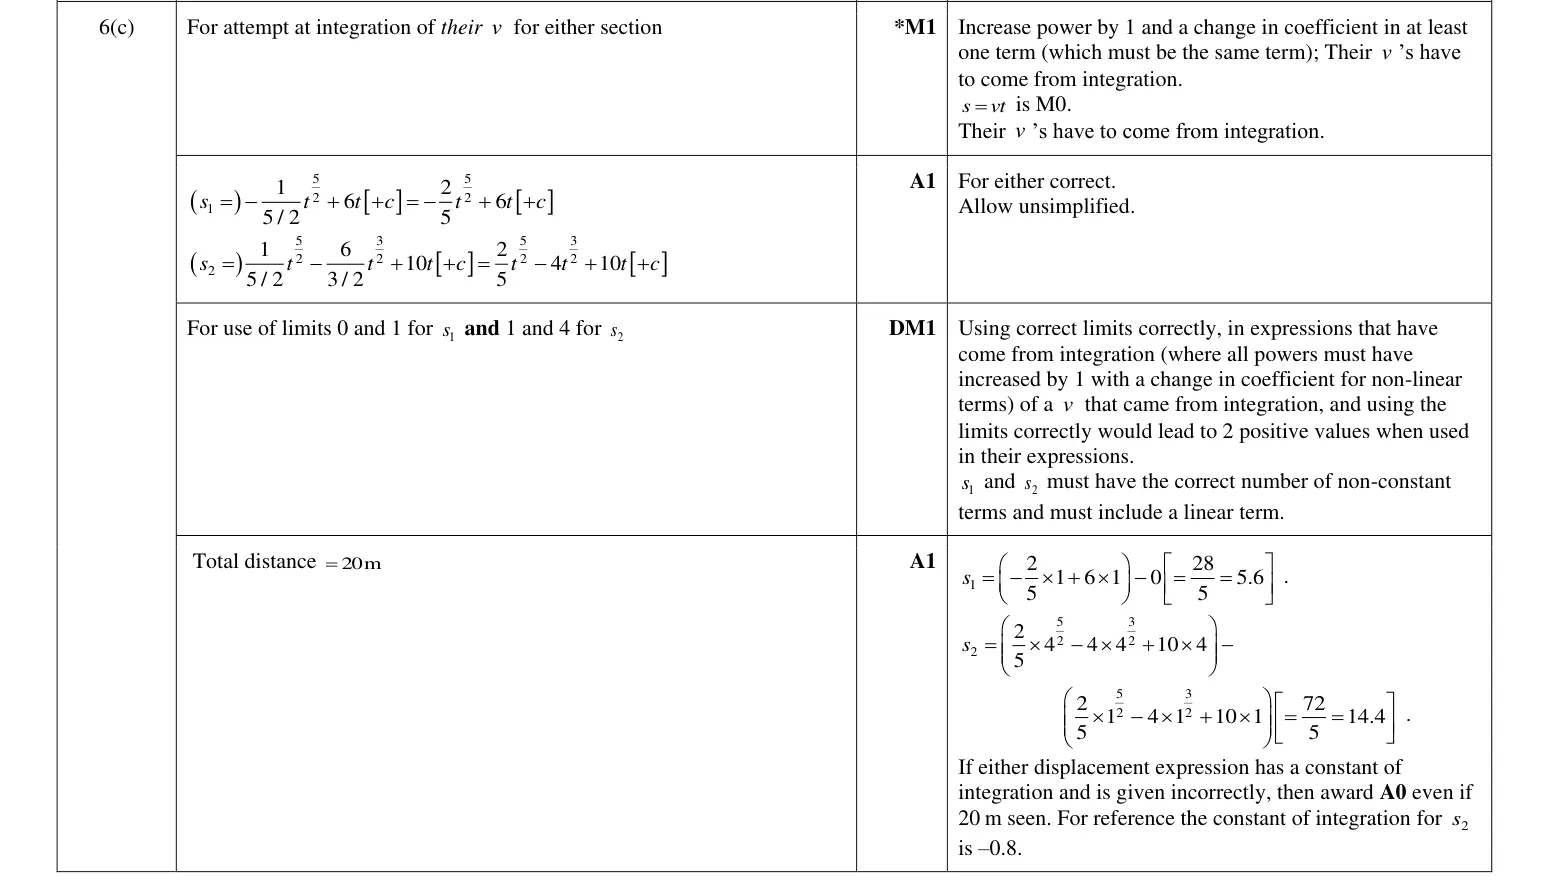 6(c)
For attempt at integration of their v for either section
*M1
Increase power by 1 and a change in coefficient in at least
one term (which must be the same term); Their v ’s have
to come from integration.
s = vt is M0.
Their v ’s have to come from integration.
(s₁ =) − 1/(5/2) t^(5/2) + 6t[+c] = − 2/5 t^(5/2) + 6t[+c]
(s₂ =) 1/(5/2) t^(5/2) − 6/(3/2) t^(3/2) + 10t[+c] = 2/5 t^(5/2) − 4t^(3/2) + 10t[+c]
A1
For either correct.
Allow unsimplified.
For use of limits 0 and 1 for s₁ and 1 and 4 for s₂
DM1
Using correct limits correctly, in expressions that have
come from integration (where all powers must have
increased by 1 with a change in coefficient for non-linear
terms) of a v that came from integration, and using the
limits correctly would lead to 2 positive values when used
in their expressions.
s₁ and s₂ must have the correct number of non-constant
terms and must include a linear term.
Total distance = 20 m
A1
s₁ = (− 2/5 × 1 + 6 × 1) − 0 [= 28/5 = 5.6] .
s₂ = (2/5 × 4^(5/2) − 4 × 4^(3/2) + 10 × 4) −
(2/5 × 1^(5/2) − 4 × 1^(3/2) + 10 × 1) [= 72/5 = 14.4] .
If either displacement expression has a constant of
integration and is given incorrectly, then award A0 even if
20 m seen. For reference the constant of integration for s₂
is –0.8.